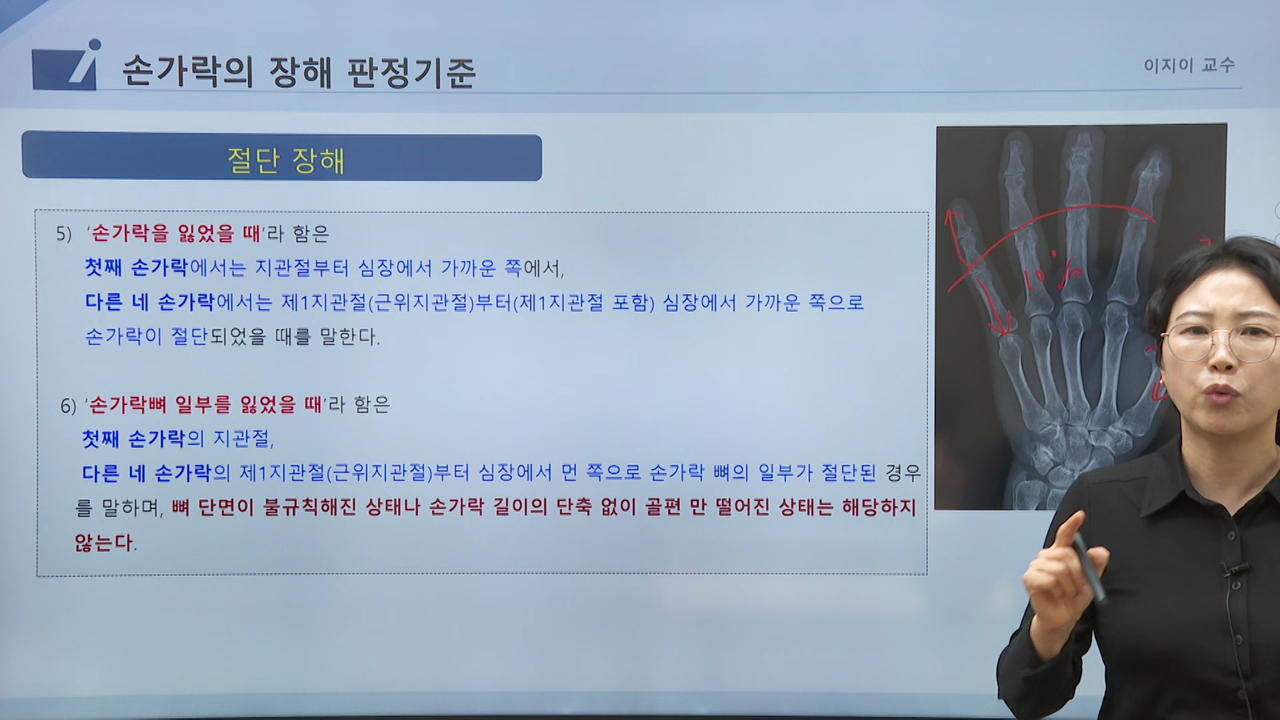 손가락의 장해 판정기준
이지이 교수
절단 장해
5) '손가락을 잃었을 때'라 함은
첫째 손가락에서는 지관절부터 심장에서 가까운 쪽에서,
다른 네 손가락에서는 제1지관절(근위지관절)부터(제1지관절 포함) 심장에서 가까운 쪽으로
손가락이 절단되었을 때를 말한다.
6) '손가락뼈 일부를 잃었을 때'라 함은
첫째 손가락의 지관절,
다른 네 손가락의 제1지관절(근위지관절)부터 심장에서 먼 쪽으로 손가락 뼈의 일부가 절단된 경우
를 말하며, 뼈 단면이 불규칙해진 상태나 손가락 길이의 단축 없이 골편 만 떨어진 상태는 해당하지
않는다.